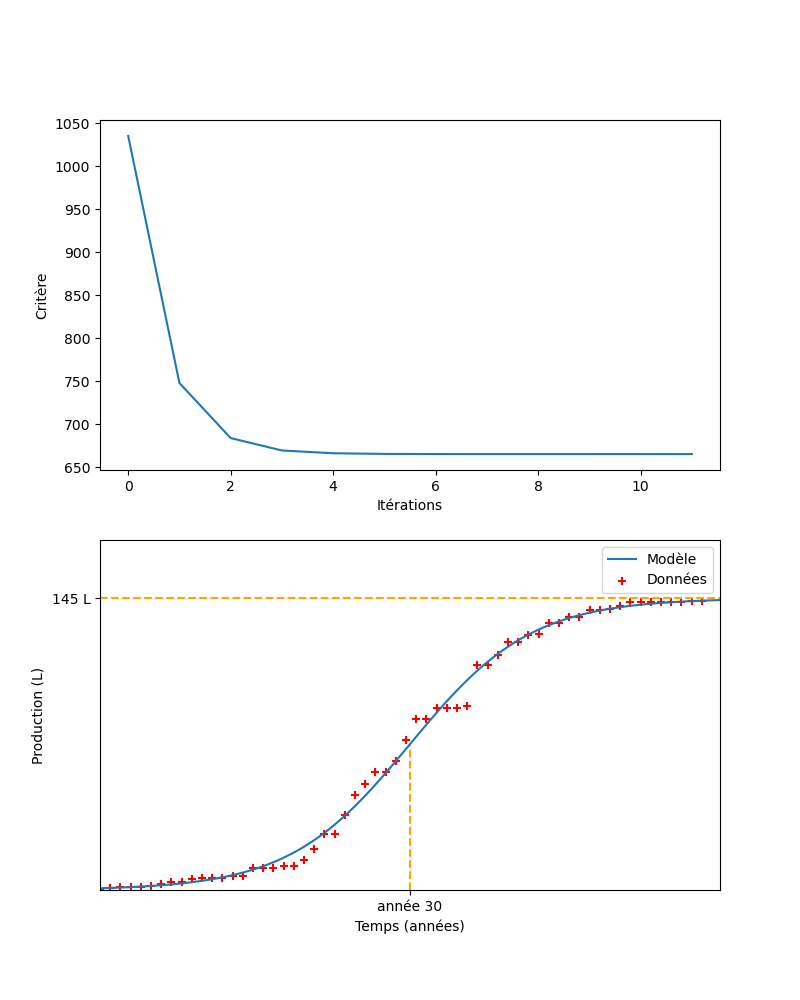 1050
1000
950
900
850
800
750
700
650
Critère
0 2 4 6 8 10
Itérations
Modèle
Données
145 L
Production (L)
année 30
Temps (années)